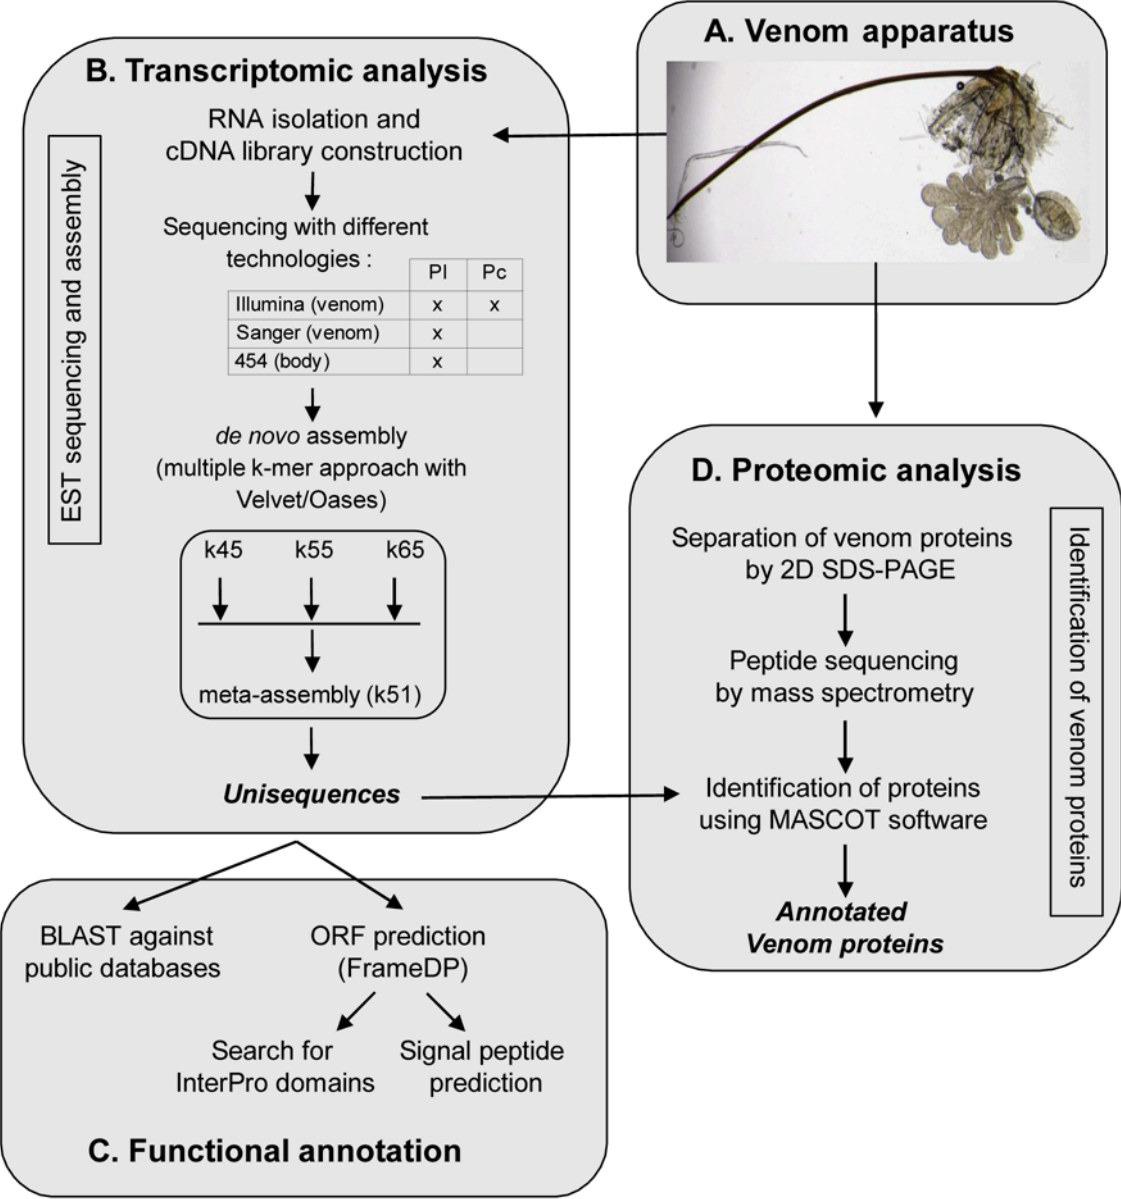 A. Venom apparatus
B. Transcriptomic analysis
RNA isolation and
cDNA library construction
EST sequencing and assembly
Sequencing with different
technologies :
Pl Pc
Illumina (venom) x x
Sanger (venom) x
454 (body) x
de novo assembly
(multiple k-mer approach with
Velvet/Oases)
k45 k55 k65
meta-assembly (k51)
Unisequences
D. Proteomic analysis
Separation of venom proteins
by 2D SDS-PAGE
Peptide sequencing
by mass spectrometry
Identification of proteins
using MASCOT software
Annotated
Venom proteins
Identification of venom proteins
BLAST against
public databases
ORF prediction
(FrameDP)
Search for
InterPro domains
Signal peptide
prediction
C. Functional annotation